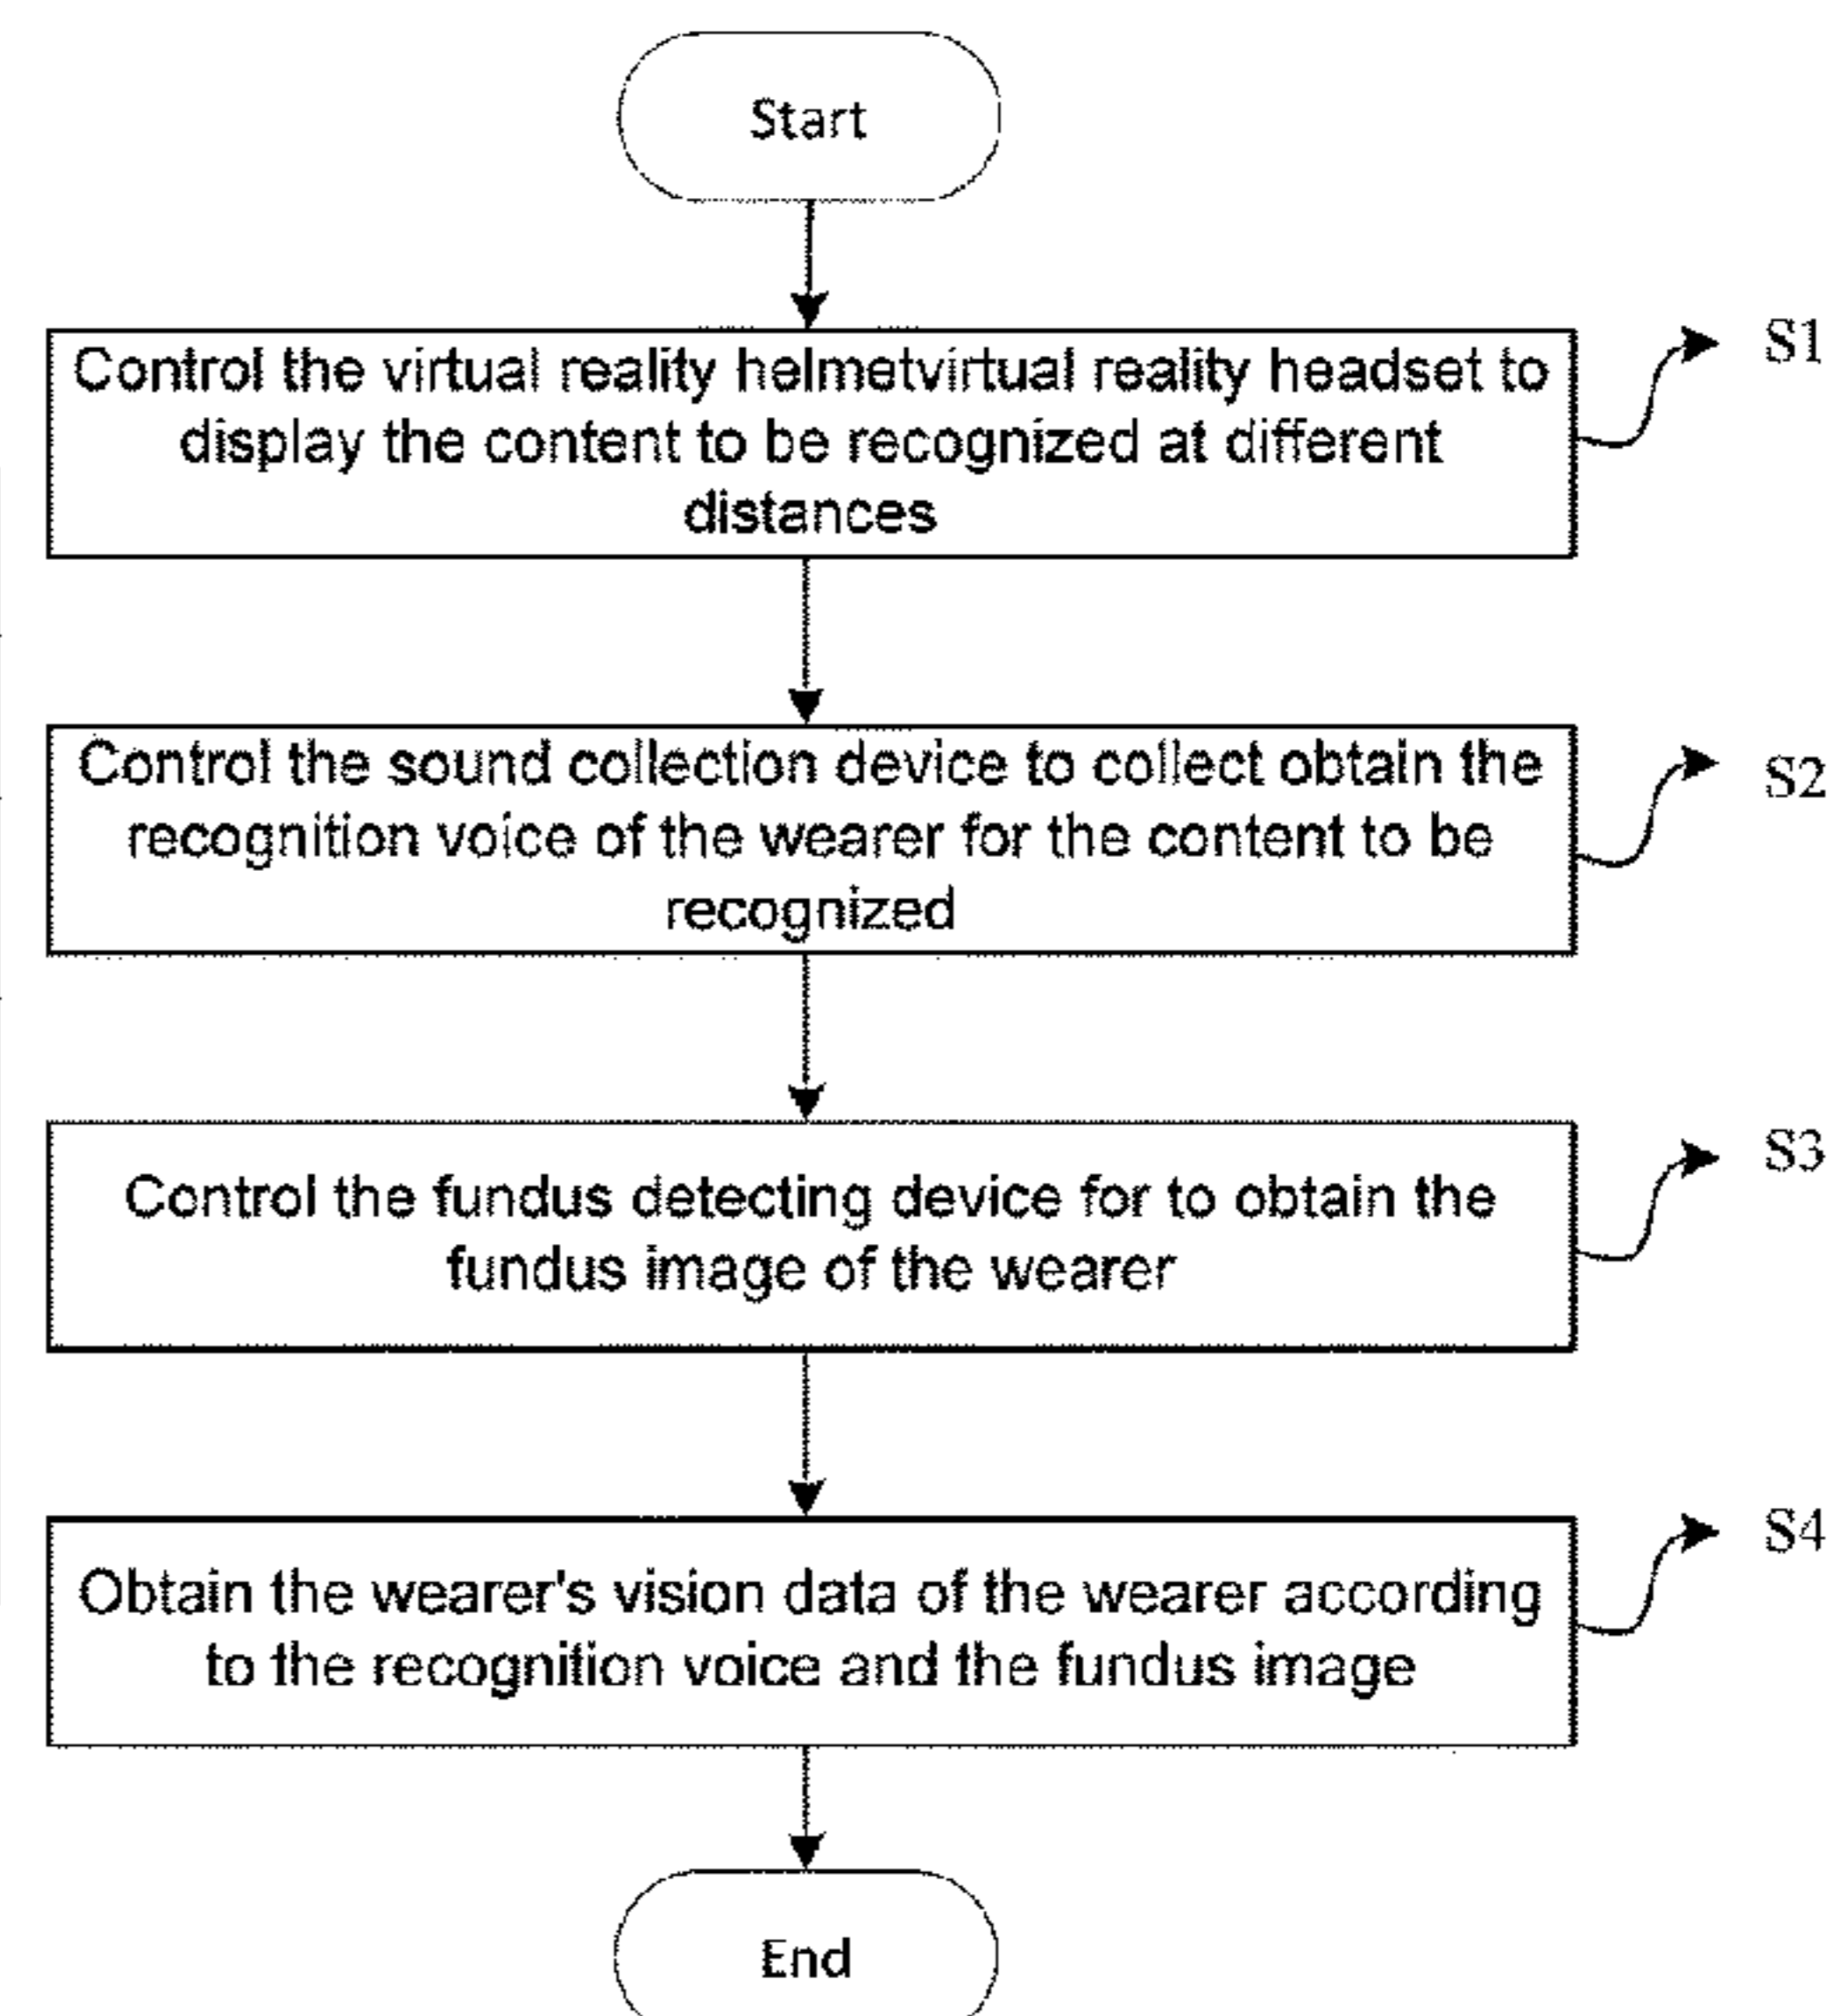 Start
Control the virtual reality helmetvirtual reality headset to
display the content to be recognized at different
distances
S1
Control the sound collection device to collect obtain the
recognition voice of the wearer for the content to be
recognized
S2
Control the fundus detecting device for to obtain the
fundus image of the wearer
S3
Obtain the wearer's vision data of the wearer according
to the recognition voice and the fundus image
S4
End